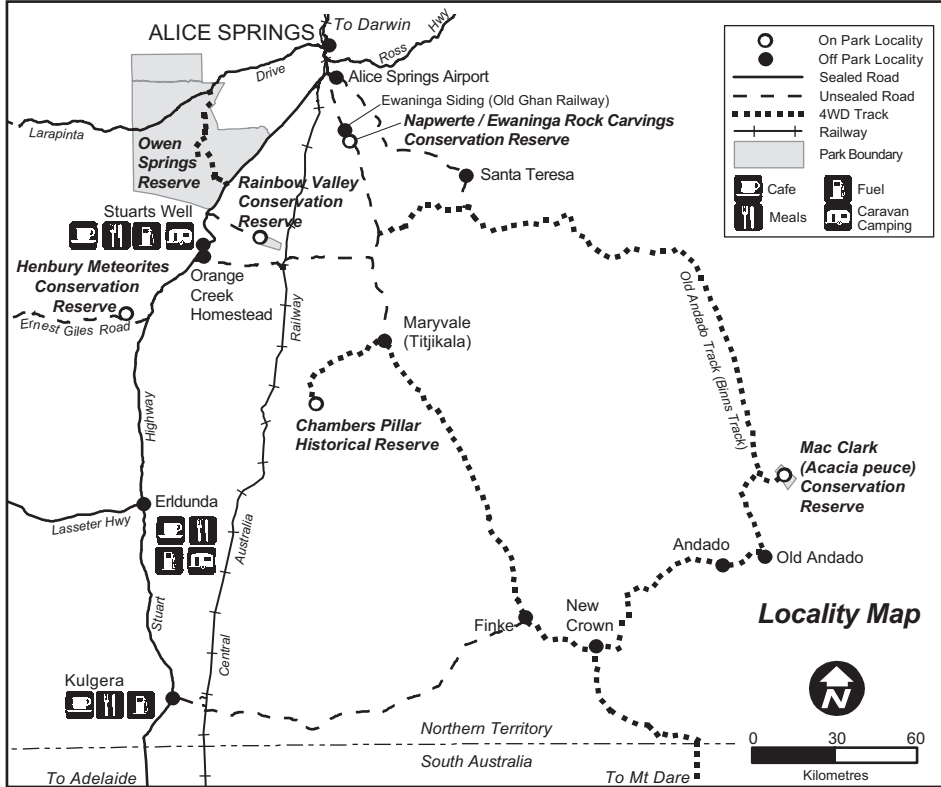 ALICE SPRINGS
To Darwin
Ross
Hwy
Drive
Alice Springs Airport
Larapinta
Ewaninga Siding (Old Ghan Railway)
Napwerte / Ewaninga Rock Carvings
Conservation Reserve
Owen
Springs
Reserve
Santa Teresa
Rainbow Valley
Conservation
Reserve
Stuarts Well
Henbury Meteorites
Conservation
Reserve
Orange
Creek
Homestead
Ernest Giles Road
Railway
Maryvale
(Titjikala)
Old Andado Track (Binns Track)
Chambers Pillar
Historical Reserve
Highway
Mac Clark
(Acacia peuce)
Conservation
Reserve
Erldunda
Lasseter Hwy
Australia
Andado
Old Andado
Stuart
Central
Finke
New
Crown
Locality Map
Kulgera
N
Northern Territory
South Australia
To Adelaide
To Mt Dare
0 30 60
Kilometres
On Park Locality
Off Park Locality
Sealed Road
Unsealed Road
4WD Track
Railway
Park Boundary
Cafe
Fuel
Meals
Caravan
Camping